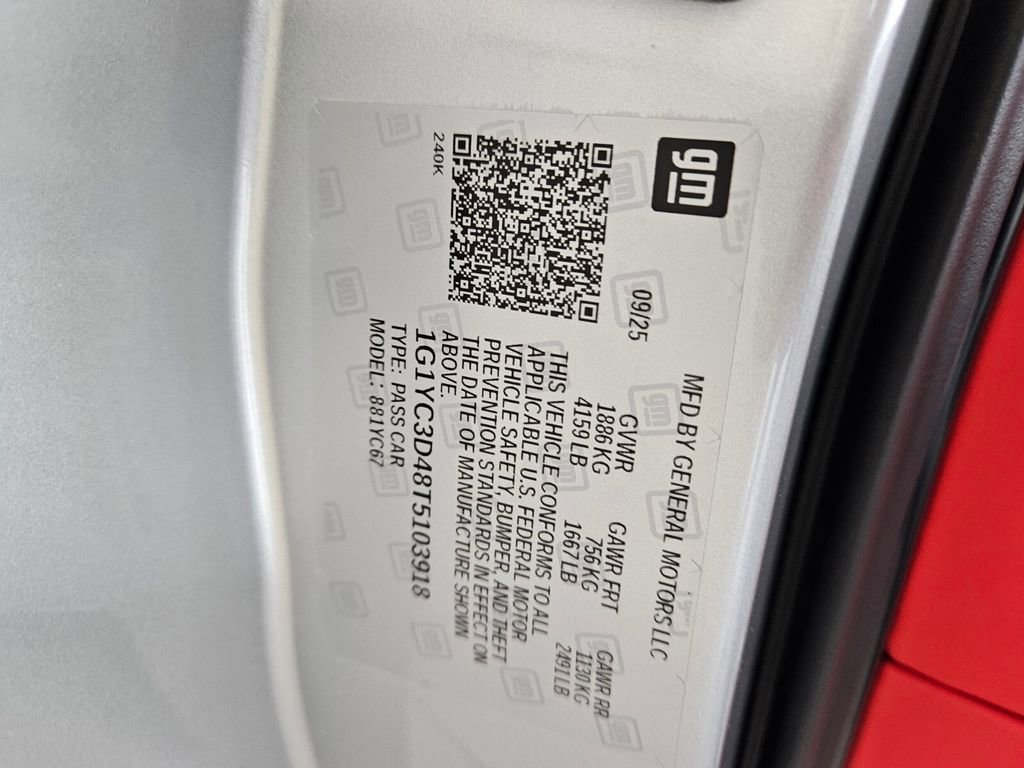 gm
MFD BY GENERAL MOTORS LLC
09/25
GVWR GAWR FRT GAWR RR
1886 KG 756 KG 1130 KG
4159 LB 1667 LB 2491 LB
THIS VEHICLE CONFORMS TO ALL
APPLICABLE U.S. FEDERAL MOTOR
VEHICLE SAFETY, BUMPER, AND THEFT
PREVENTION STANDARDS IN EFFECT ON
THE DATE OF MANUFACTURE SHOWN
ABOVE.
240K
1G1YC3D48T5103918
TYPE: PASS CAR
MODEL: 881YC67